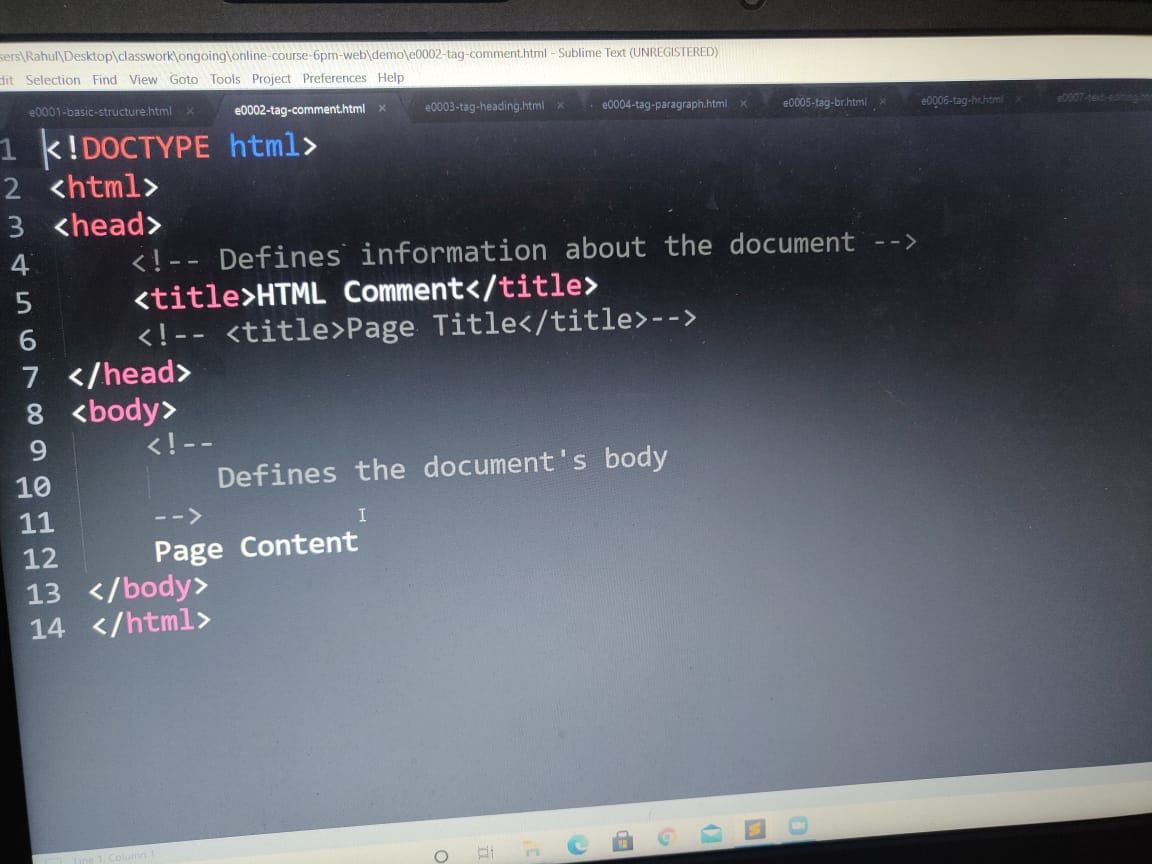 sers\Rahul\Desktop\classwork\ongoing\online-course-6pm-web\demo\e0002-tag-comment.html - Sublime Text (UNREGISTERED)
dit Selection Find View Goto Tools Project Preferences Help
e0001-basic-structure.html × e0002-tag-comment.html × e0003-tag-heading.html × e0004-tag-paragraph.html × e0005-tag-br.html × e0006-tag-hr.html ×
1 <!DOCTYPE html>
2 <html>
3 <head>
4 <!-- Defines information about the document -->
5 <title>HTML Comment</title>
6 <!-- <title>Page Title</title>-->
7 </head>
8 <body>
9 <!--
10 Defines the document's body
11 -->
12 Page Content
13 </body>
14 </html>
Line 1, Column 1